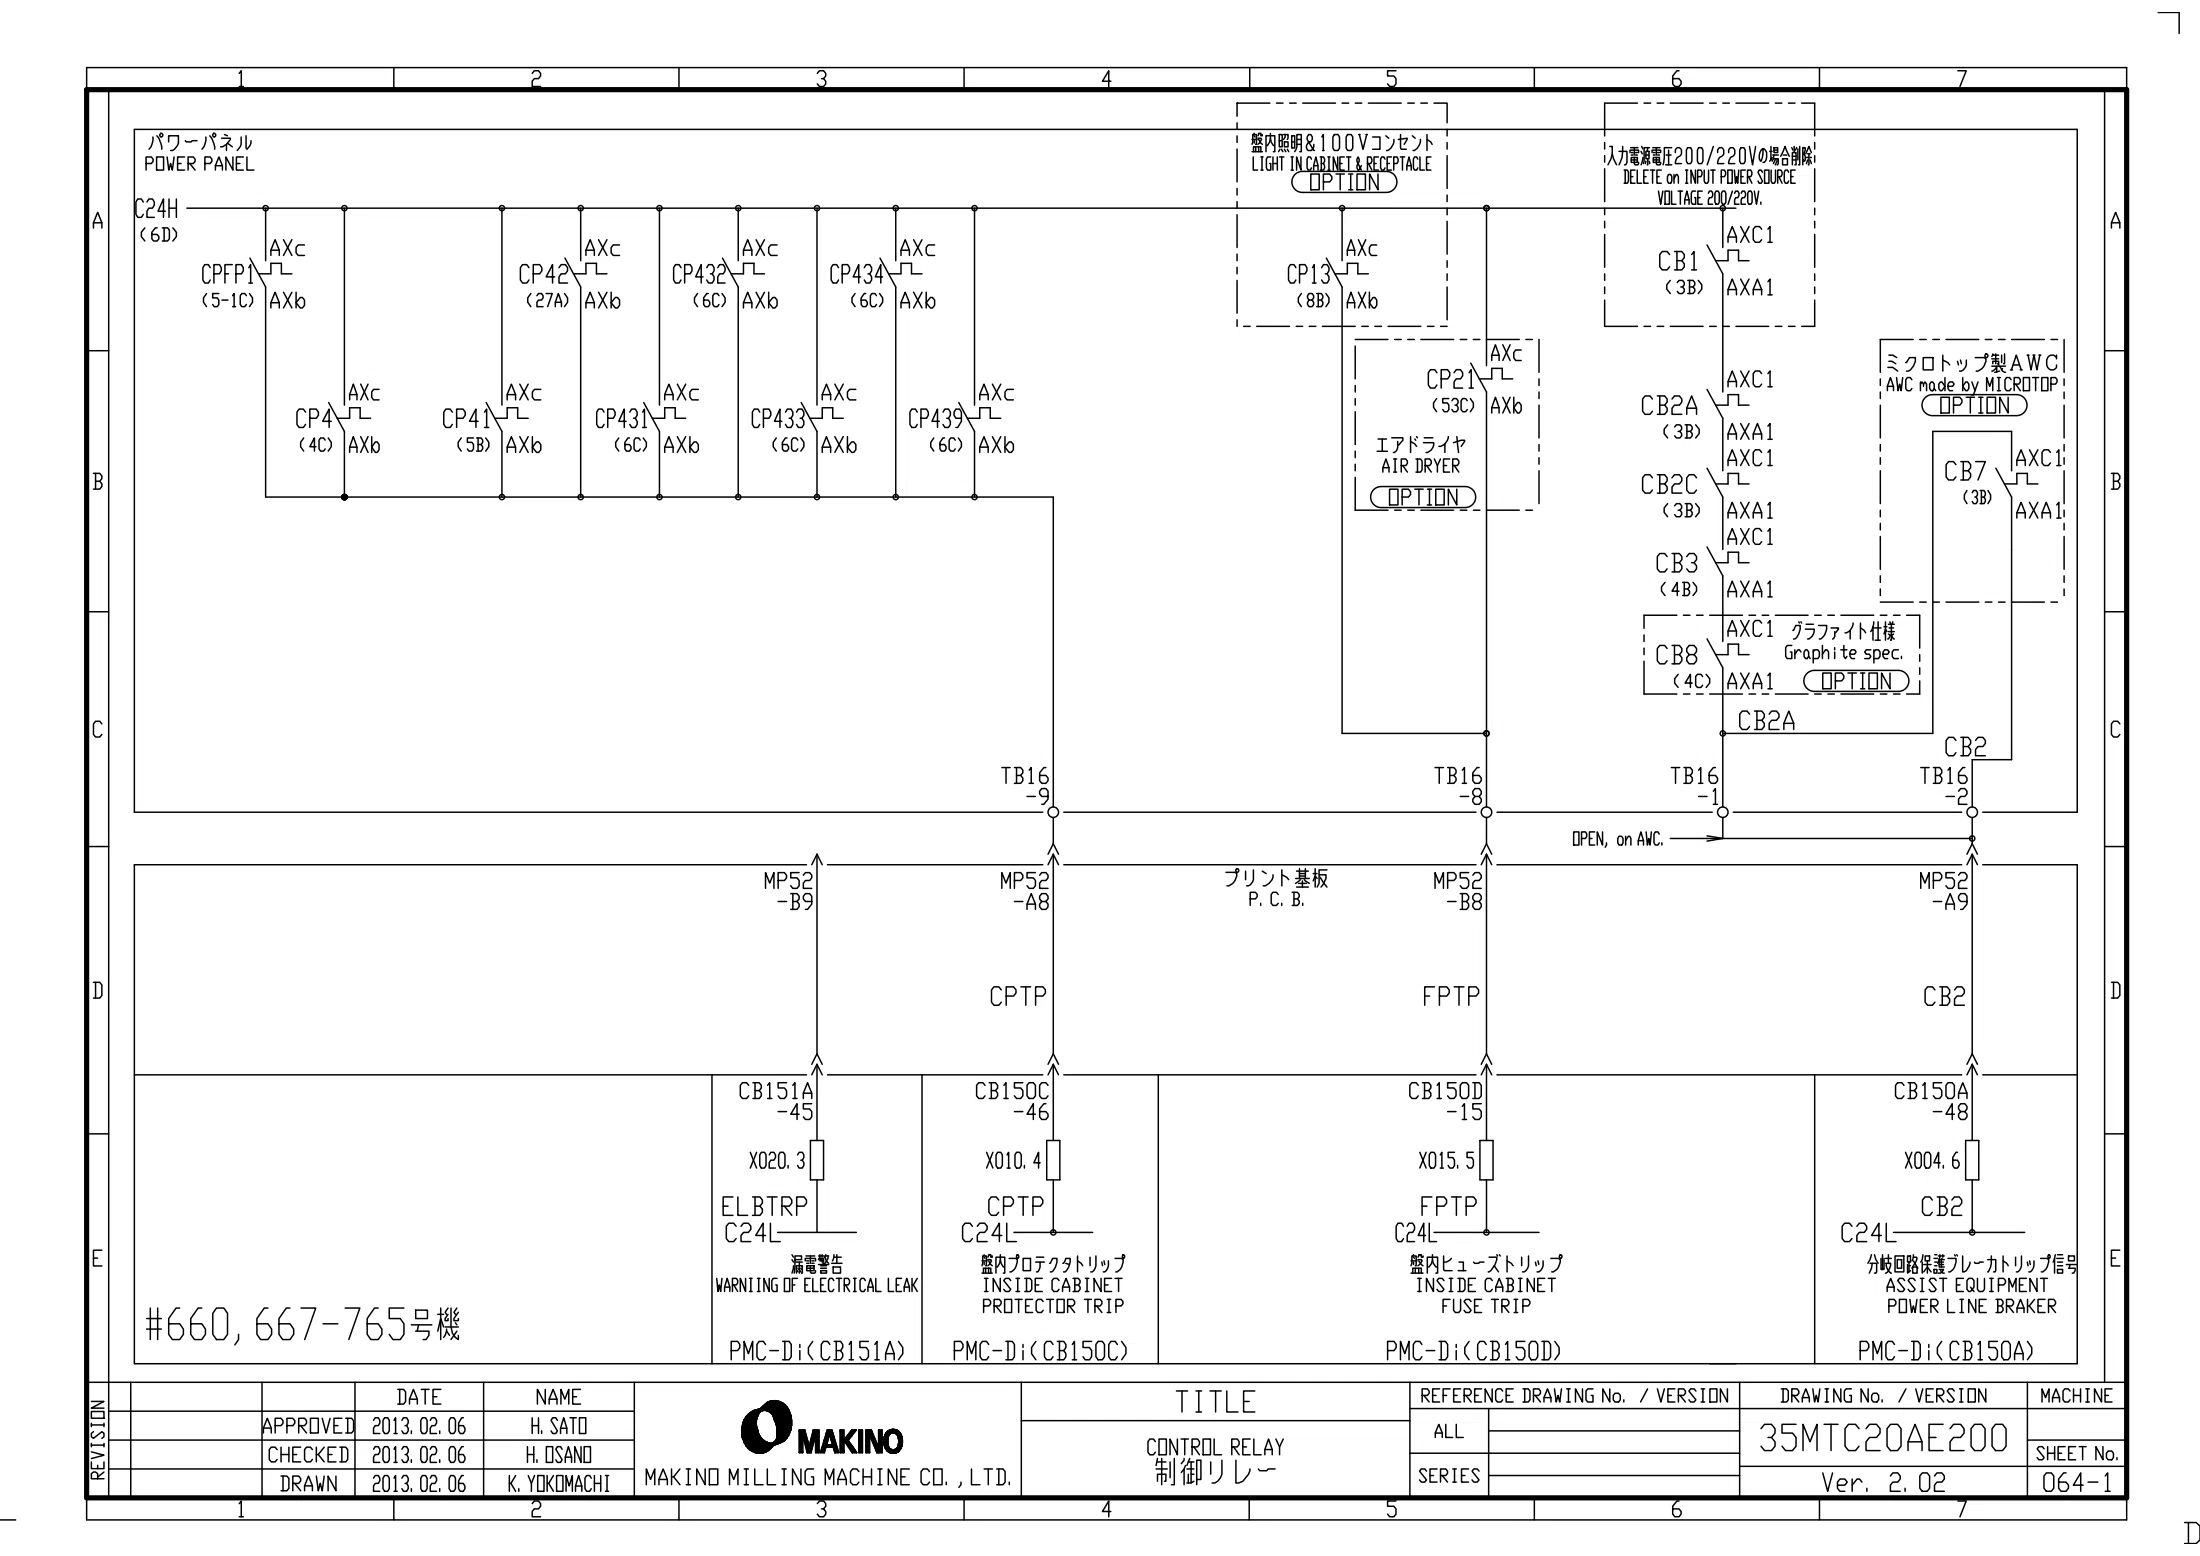 1 2 3 4 5 6 7
パワーパネル
POWER PANEL
盤内照明&100Vコンセント
LIGHT IN CABINET & RECEPTACLE
OPTION
入力電源電圧200/220Vの場合削除
DELETE on INPUT POWER SOURCE
VOLTAGE 200/220V.
A
C24H
(6D)
A
CPFP1
(5-1C)
AXc
AXb
CP42
(27A)
AXc
AXb
CP432
(6C)
AXc
AXb
CP434
(6C)
AXc
AXb
CP13
(8B)
AXc
AXb
CB1
(3B)
AXC1
AXA1
CP4
(4C)
AXc
AXb
CP41
(5B)
AXc
AXb
CP431
(6C)
AXc
AXb
CP433
(6C)
AXc
AXb
CP439
(6C)
AXc
AXb
CP21
(53C)
AXc
AXb
エアドライヤ
AIR DRYER
OPTION
CB2A
(3B)
AXC1
AXA1
CB2C
(3B)
AXC1
AXA1
CB3
(4B)
AXC1
AXA1
ミクロトップ製AWC
AWC made by MICROTOP
OPTION
CB7
(3B)
AXC1
AXA1
B
B
CB8
(4C)
AXC1
AXA1
グラファイト仕様
Graphite spec.
OPTION
C
C
CB2A
CB2
TB16
-9
TB16
-8
TB16
-1
TB16
-2
OPEN, on AWC.
MP52
-B9
MP52
-A8
プリント基板
P. C. B.
MP52
-B8
MP52
-A9
D
D
CPTP
FPTP
CB2
CB151A
-45
X020. 3
ELBTRP
C24L
漏電警告
WARNIING OF ELECTRICAL LEAK
PMC-Di(CB151A)
CB150C
-46
X010. 4
CPTP
C24L
盤内プロテクタトリップ
INSIDE CABINET
PROTECTOR TRIP
PMC-Di(CB150C)
CB150D
-15
X015. 5
FPTP
C24L
盤内ヒューズトリップ
INSIDE CABINET
FUSE TRIP
PMC-Di(CB150D)
CB150A
-48
X004. 6
CB2
C24L
分岐回路保護ブレーカトリップ信号
ASSIST EQUIPMENT
POWER LINE BRAKER
PMC-Di(CB150A)
E
E
#660, 667-765号機
REVISION
DATE NAME
APPROVED 2013. 02. 06 H. SATO
CHECKED 2013. 02. 06 H. OSANO
DRAWN 2013. 02. 06 K. YOKOMACHI
MAKINO
MAKINO MILLING MACHINE CO. , LTD.
TITLE
CONTROL RELAY
制御リレー
REFERENCE DRAWING No. / VERSION
ALL
SERIES
DRAWING No. / VERSION
35MTC20AE200
Ver. 2. 02
MACHINE
SHEET No.
064-1
1 2 3 4 5 6 7
D